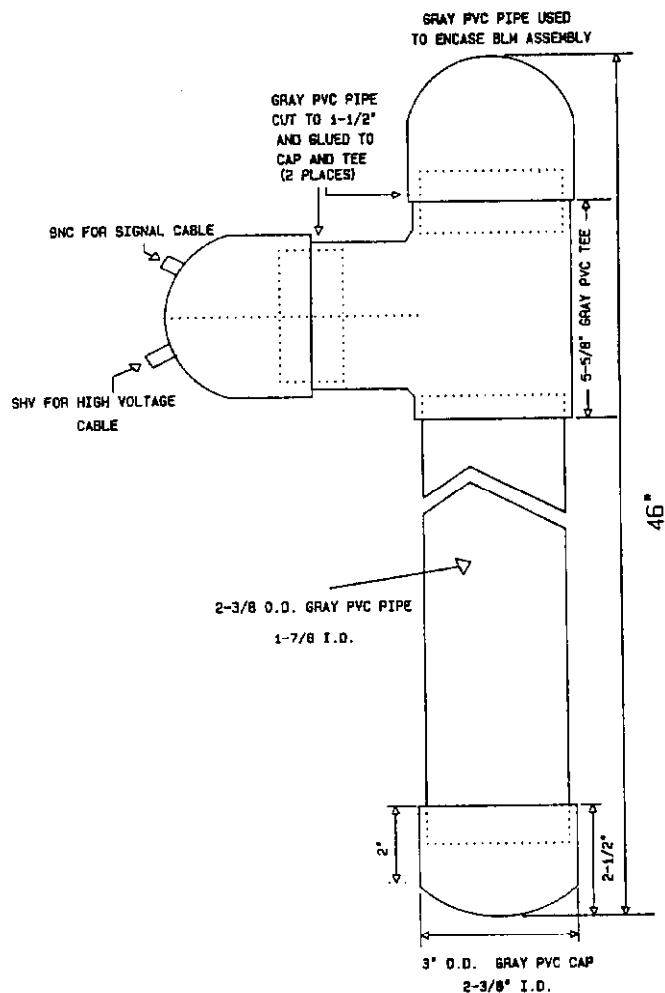 GRAY PVC PIPE USED
TO ENCASE BLM ASSEMBLY
GRAY PVC PIPE
CUT TO 1-1/2"
AND GLUED TO
CAP AND TEE
(2 PLACES)
BNC FOR SIGNAL CABLE
SHV FOR HIGH VOLTAGE
CABLE
5-5/8" GRAY PVC TEE
46"
2-3/8 O.D. GRAY PVC PIPE
1-7/8 I.D.
2"
2-1/2"
3" O.D. GRAY PVC CAP
2-3/8" I.D.